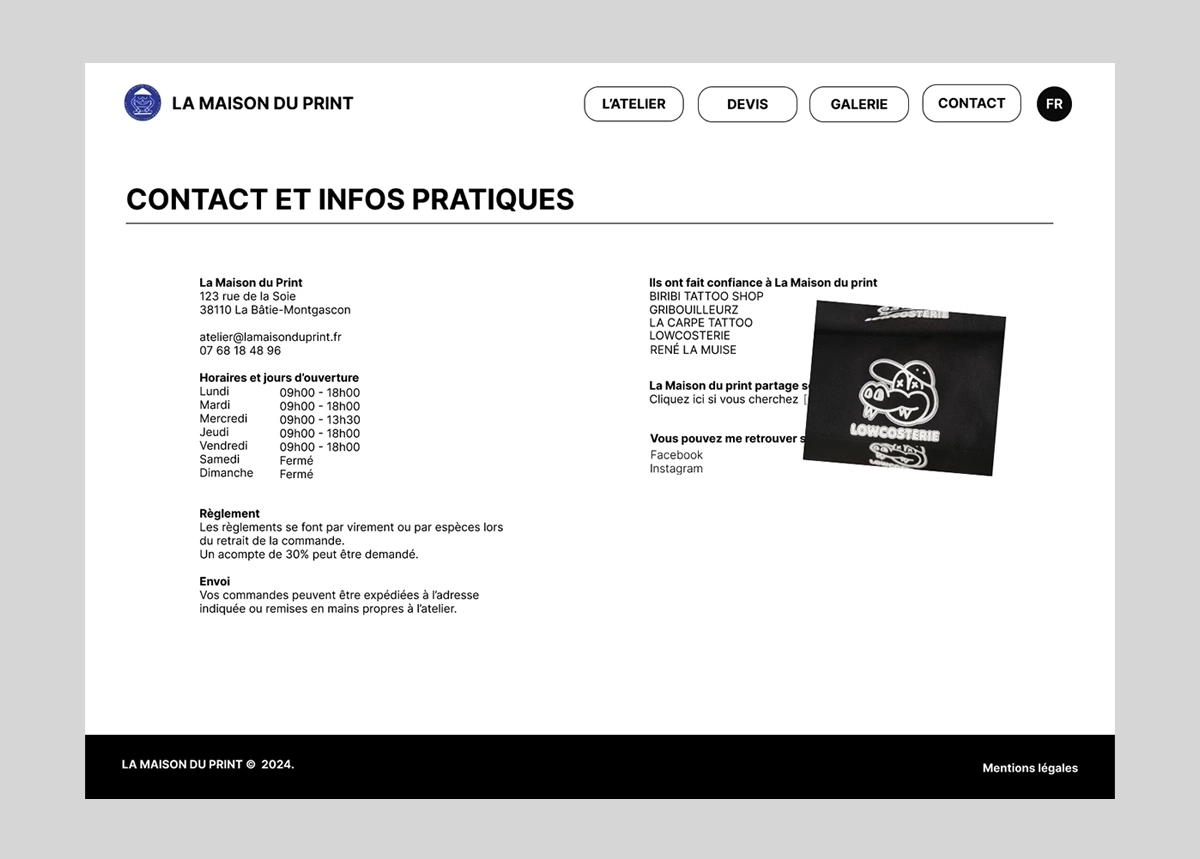 LA MAISON DU PRINT
L'ATELIER
DEVIS
GALERIE
CONTACT
FR
CONTACT ET INFOS PRATIQUES
La Maison du Print
123 rue de la Soie
38110 La Bâtie-Montgascon
atelier@lamaisonduprint.fr
07 68 18 48 96
Horaires et jours d'ouverture
Lundi 09h00 - 18h00
Mardi 09h00 - 18h00
Mercredi 09h00 - 13h30
Jeudi 09h00 - 18h00
Vendredi 09h00 - 18h00
Samedi Fermé
Dimanche Fermé
Règlement
Les règlements se font par virement ou par espèces lors
du retrait de la commande.
Un acompte de 30% peut être demandé.
Envoi
Vos commandes peuvent être expédiées à l'adresse
indiquée ou remises en mains propres à l'atelier.
Ils ont fait confiance à La Maison du print
BIRIBI TATTOO SHOP
GRIBOUILLEURZ
LA CARPE TATTOO
LOWCOSTERIE
RENÉ LA MUISE
La Maison du print partage
Cliquez ici si vous cherchez
Vous pouvez me retrouver
Facebook
Instagram
LOWCOSTERIE
LOWCOSTERIE
LA MAISON DU PRINT © 2024.
Mentions légales